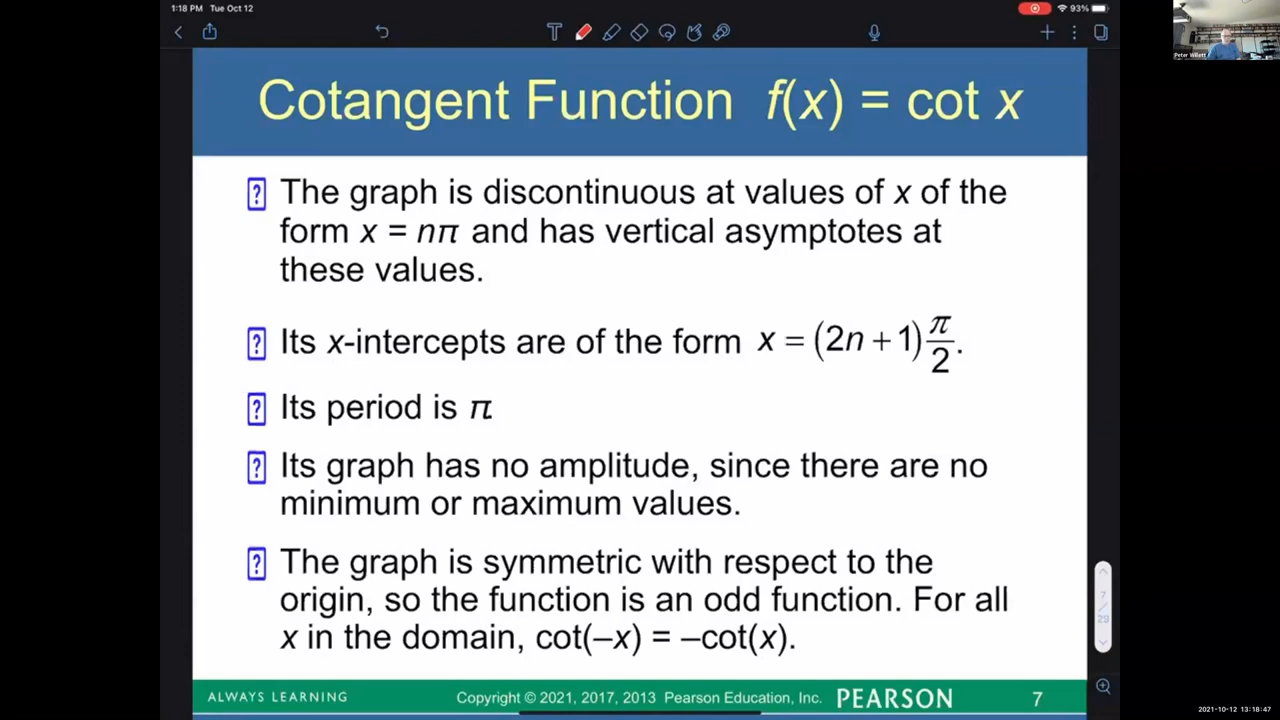 1:18 PM Tue Oct 12
93%
Peter Willett
Cotangent Function f(x) = cot x
The graph is discontinuous at values of x of the
form x = nπ and has vertical asymptotes at
these values.
Its x-intercepts are of the form x = (2n + 1) π/2.
Its period is π.
Its graph has no amplitude, since there are no
minimum or maximum values.
The graph is symmetric with respect to the
origin, so the function is an odd function. For all
x in the domain, cot(–x) = –cot(x).
7
/
29
ALWAYS LEARNING Copyright © 2021, 2017, 2013 Pearson Education, Inc. PEARSON 7
2021-10-12 13:18:47